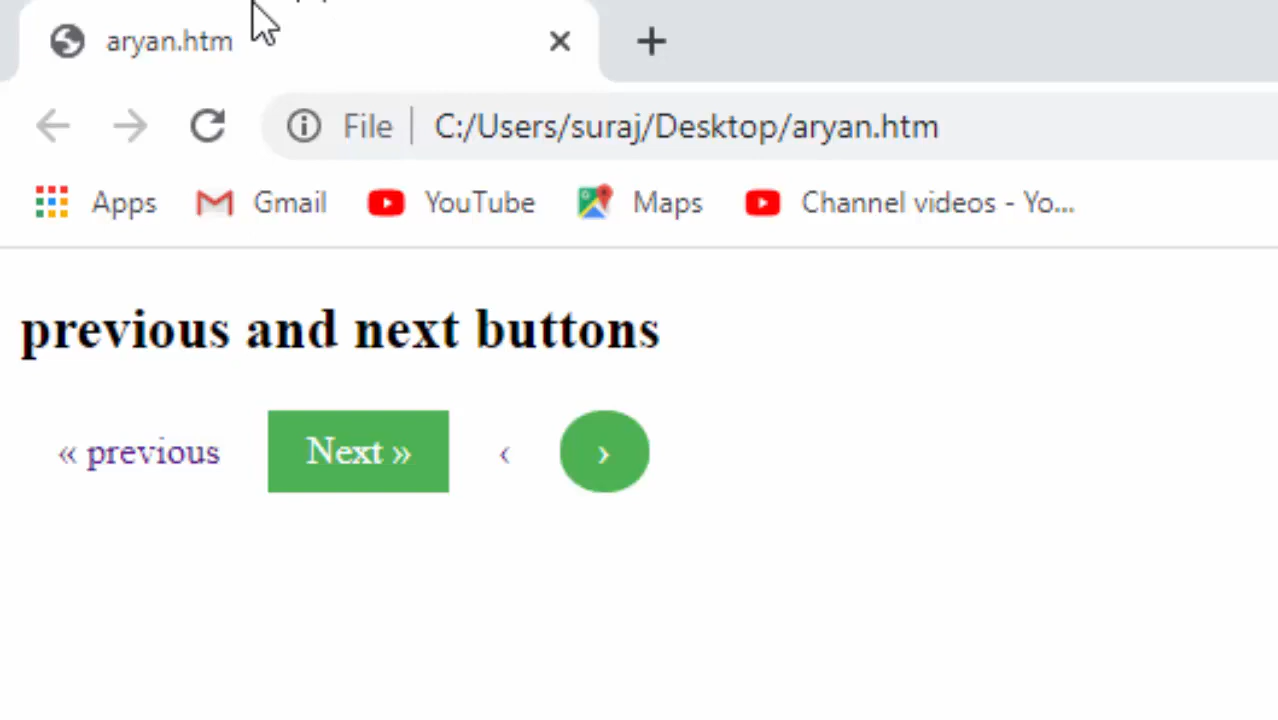 aryan.htm
File | C:/Users/suraj/Desktop/aryan.htm
Apps Gmail YouTube Maps Channel videos - Yo...
previous and next buttons
« previous Next » ‹ ›